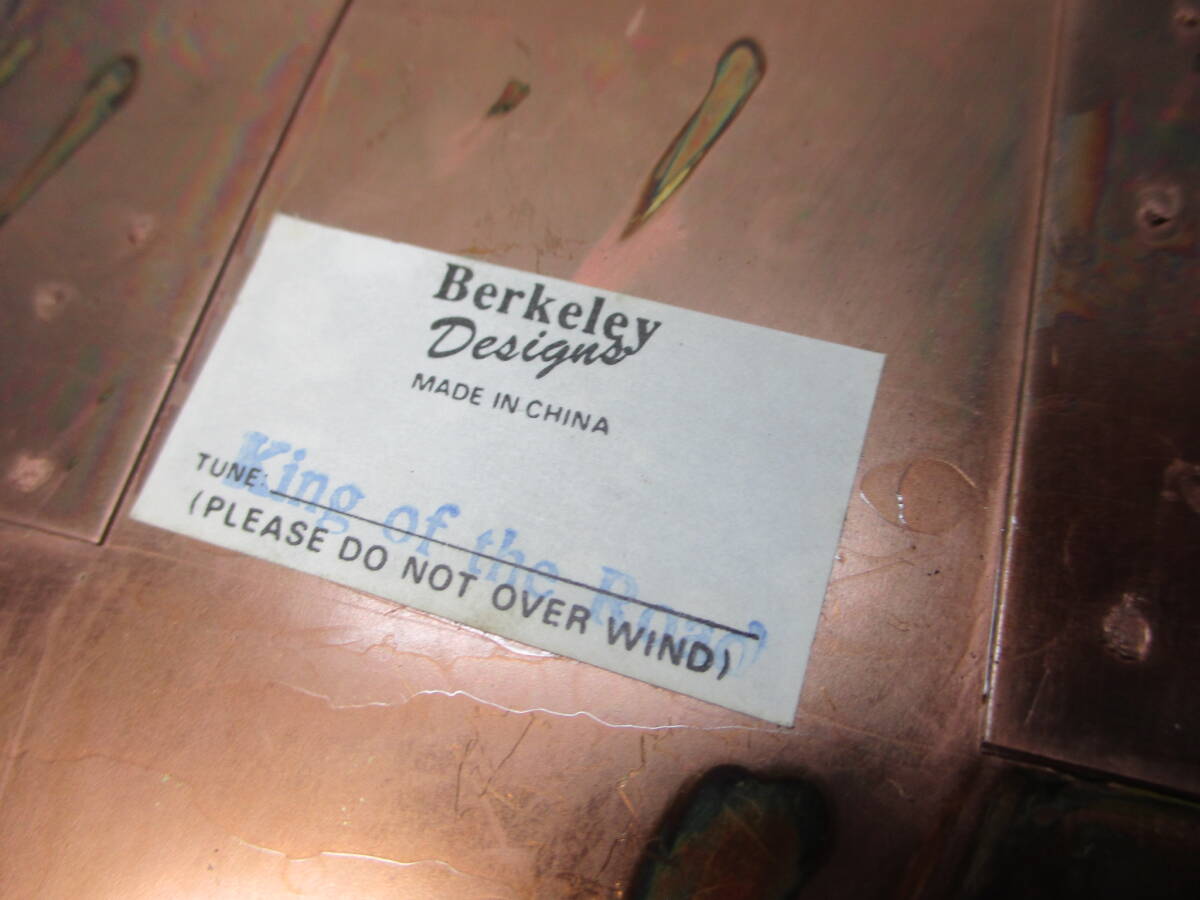 Berkeley
Designs
MADE IN CHINA
TUNE: King of the Road
(PLEASE DO NOT OVER WIND)